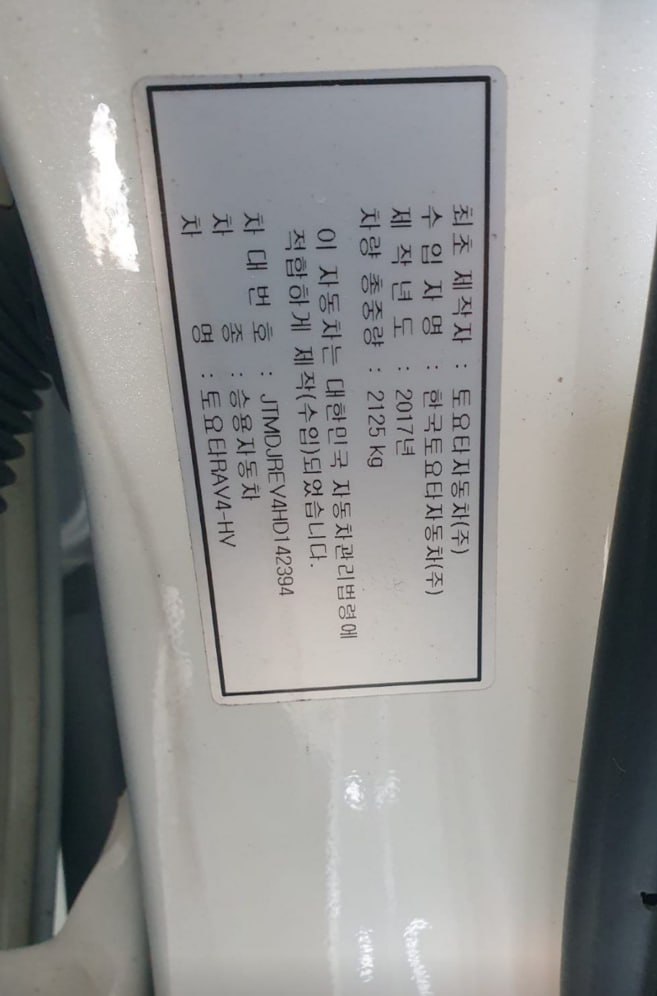 최초 제작자 : 토요타자동차(주)
수 입 자 명 : 한국토요타자동차(주)
제 작 년 도 : 2017년
차량 총중량 : 2125 kg
이 자동차는 대한민국 자동차관리법령에
적합하게 제작(수입)되었습니다.
차 대 번 호 : JTMDJREV4HD142394
차 종 : 승용자동차
차 명 : 토요타RAV4-HV